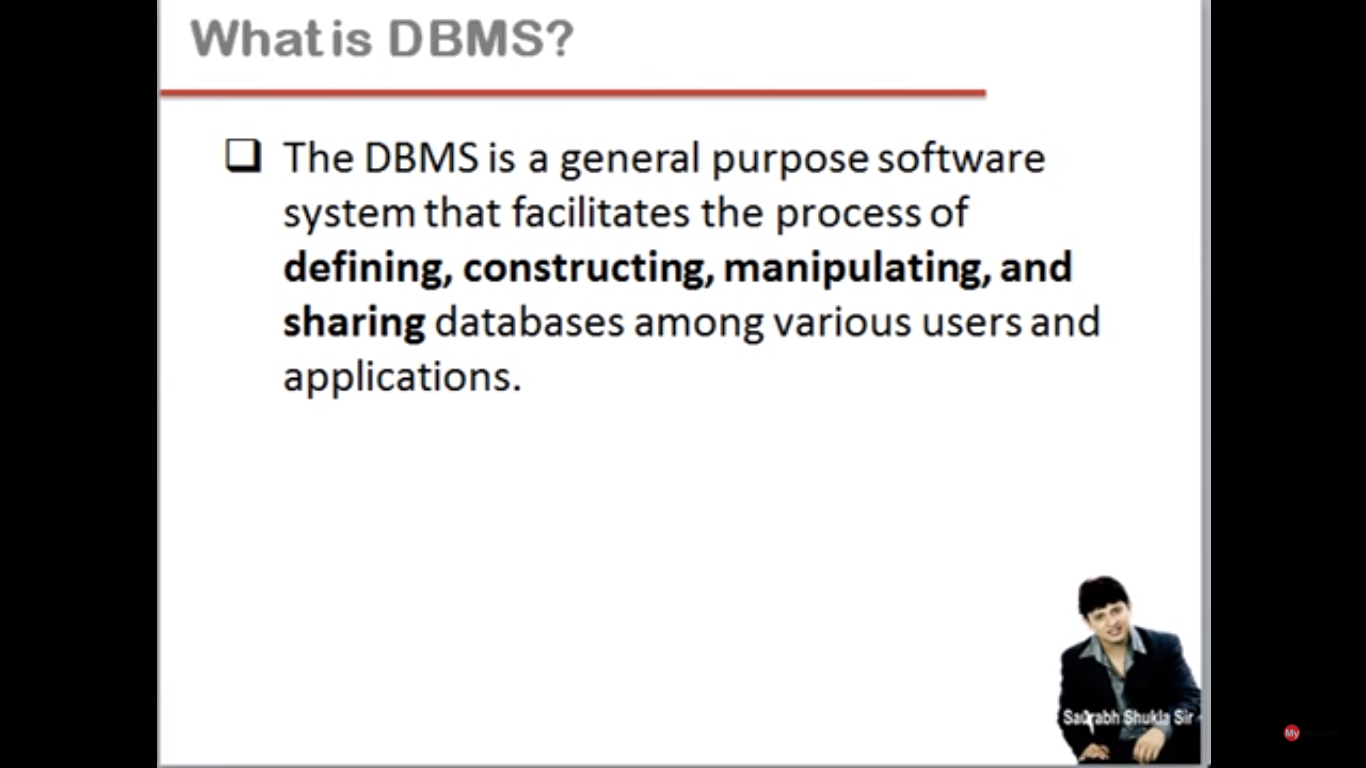 What is DBMS?
The DBMS is a general purpose software
system that facilitates the process of
defining, constructing, manipulating, and
sharing databases among various users and
applications.
Saurabh Shukla Sir
My